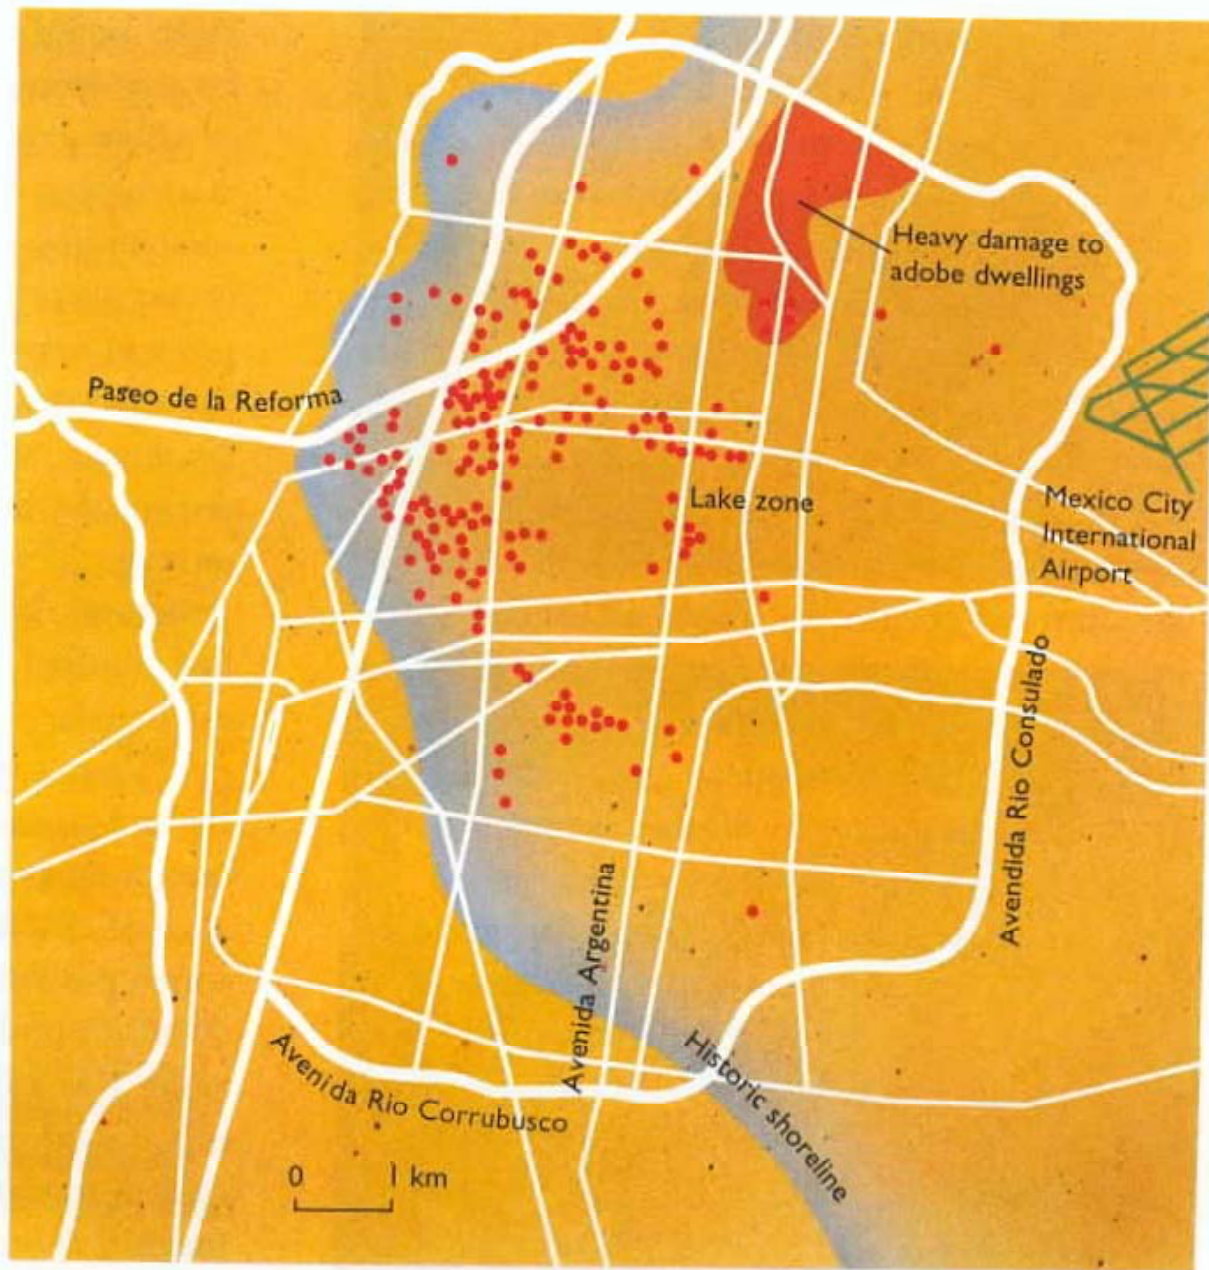 Heavy damage to
adobe dwellings
Paseo de la Reforma
Lake zone
Mexico City
International
Airport
Avendida Rio Consulado
Avenida Argentina
Historic shoreline
Avenida Rio Corrubusco
0 1 km